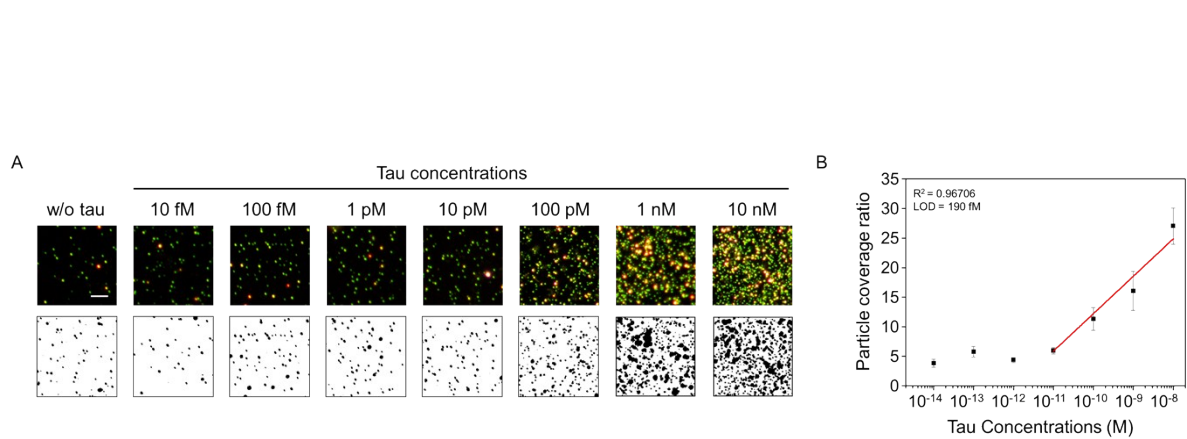 A
Tau concentrations
w/o tau 10 fM 100 fM 1 pM 10 pM 100 pM 1 nM 10 nM
B
R² = 0.96706
LOD = 190 fM
Particle coverage ratio
35
30
25
20
15
10
5
0
10⁻¹⁴ 10⁻¹³ 10⁻¹² 10⁻¹¹ 10⁻¹⁰ 10⁻⁹ 10⁻⁸
Tau Concentrations (M)